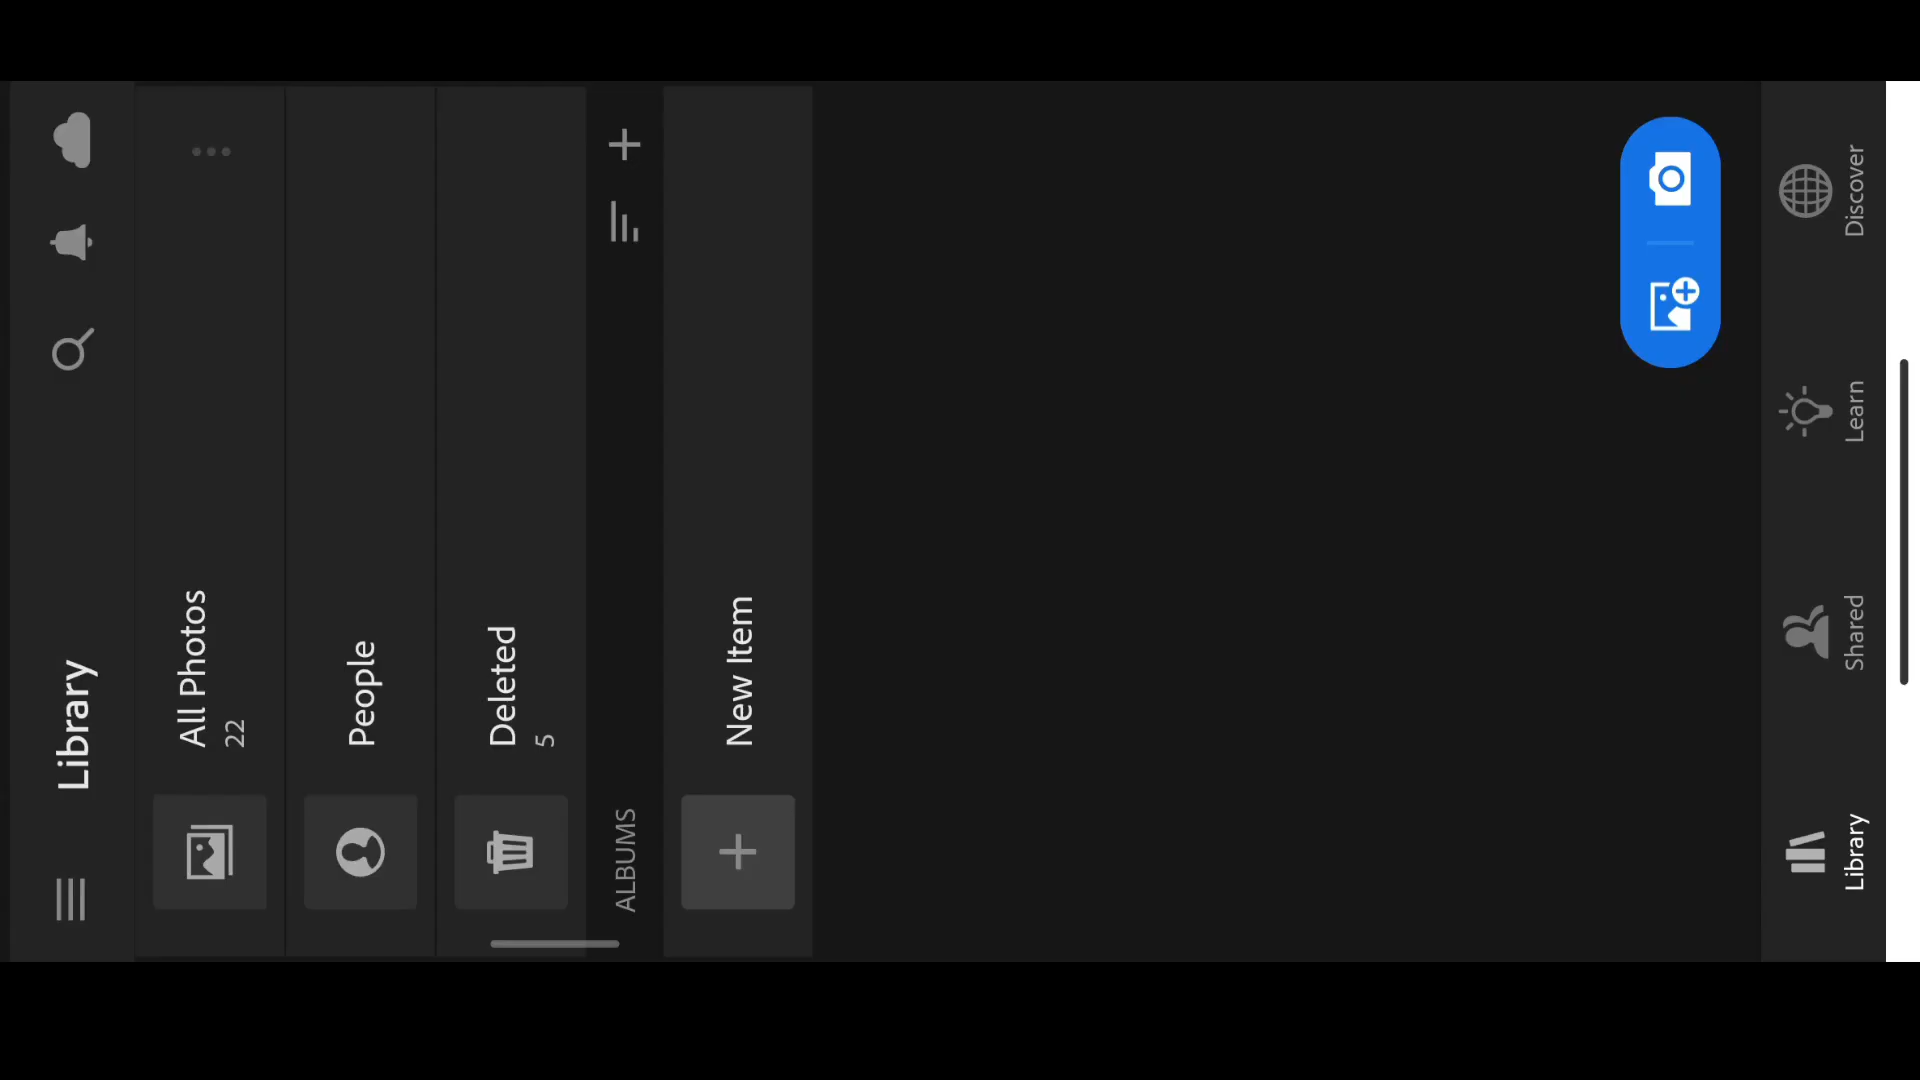 Library
All Photos
22
People
Deleted
5
ALBUMS
New Item
Library
Shared
Learn
Discover